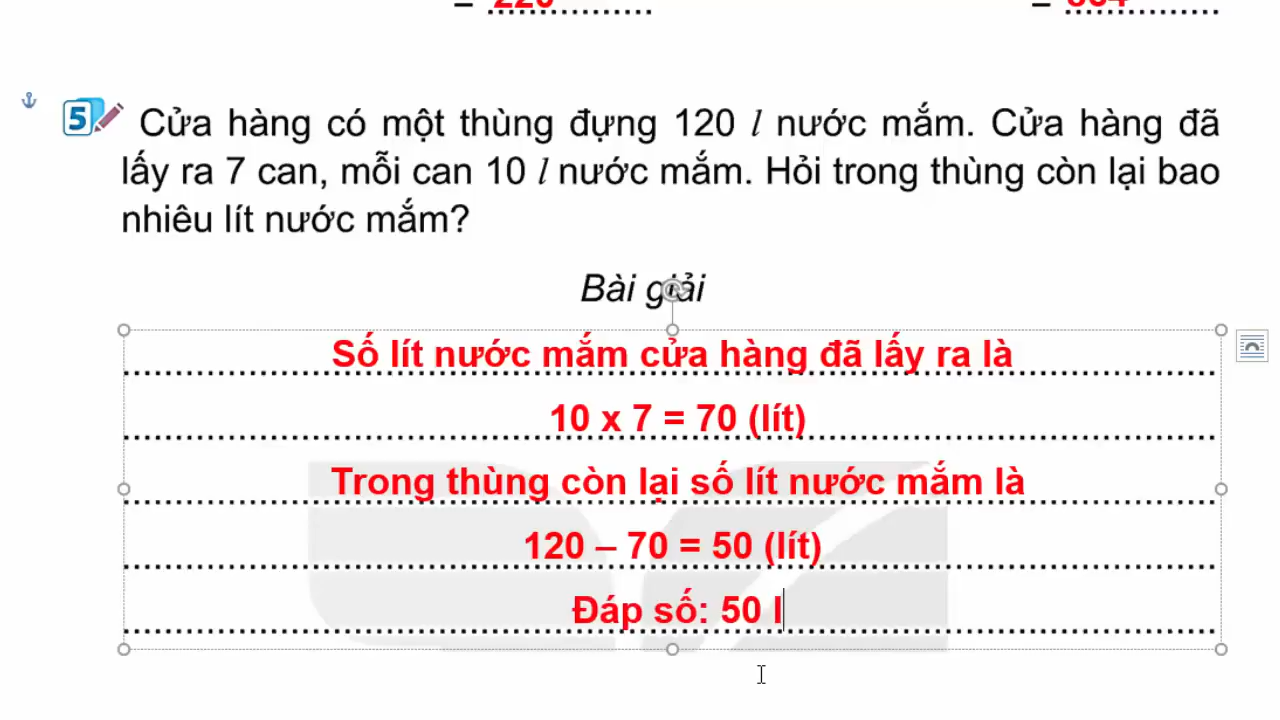 = 220
= 
5 Cửa hàng có một thùng đựng 120 l nước mắm. Cửa hàng đã
lấy ra 7 can, mỗi can 10 l nước mắm. Hỏi trong thùng còn lại bao
nhiêu lít nước mắm?
Bài giải
Số lít nước mắm cửa hàng đã lấy ra là
10 x 7 = 70 (lít)
Trong thùng còn lại số lít nước mắm là
120 – 70 = 50 (lít)
Đáp số: 50 l